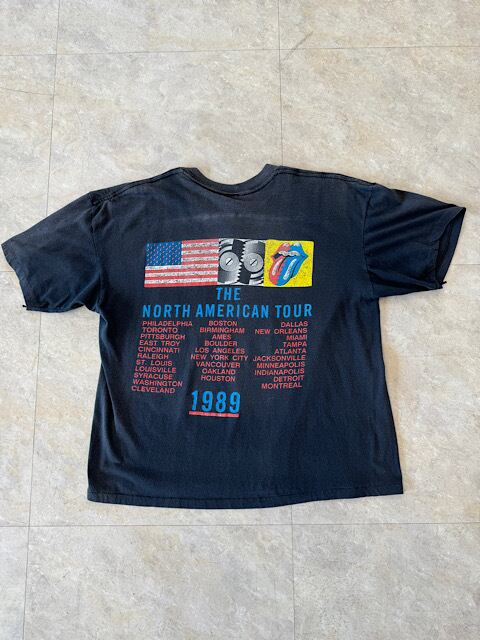 THE
NORTH AMERICAN TOUR
PHILADELPHIA
TORONTO
PITTSBURGH
EAST TROY
CINCINNATI
RALEIGH
ST. LOUIS
LOUISVILLE
SYRACUSE
WASHINGTON
CLEVELAND
BOSTON
BIRMINGHAM
AMES
BOULDER
LOS ANGELES
NEW YORK CITY
VANCOUVER
OAKLAND
HOUSTON
DALLAS
NEW ORLEANS
MIAMI
TAMPA
ATLANTA
JACKSONVILLE
MINNEAPOLIS
INDIANAPOLIS
DETROIT
MONTREAL
1989